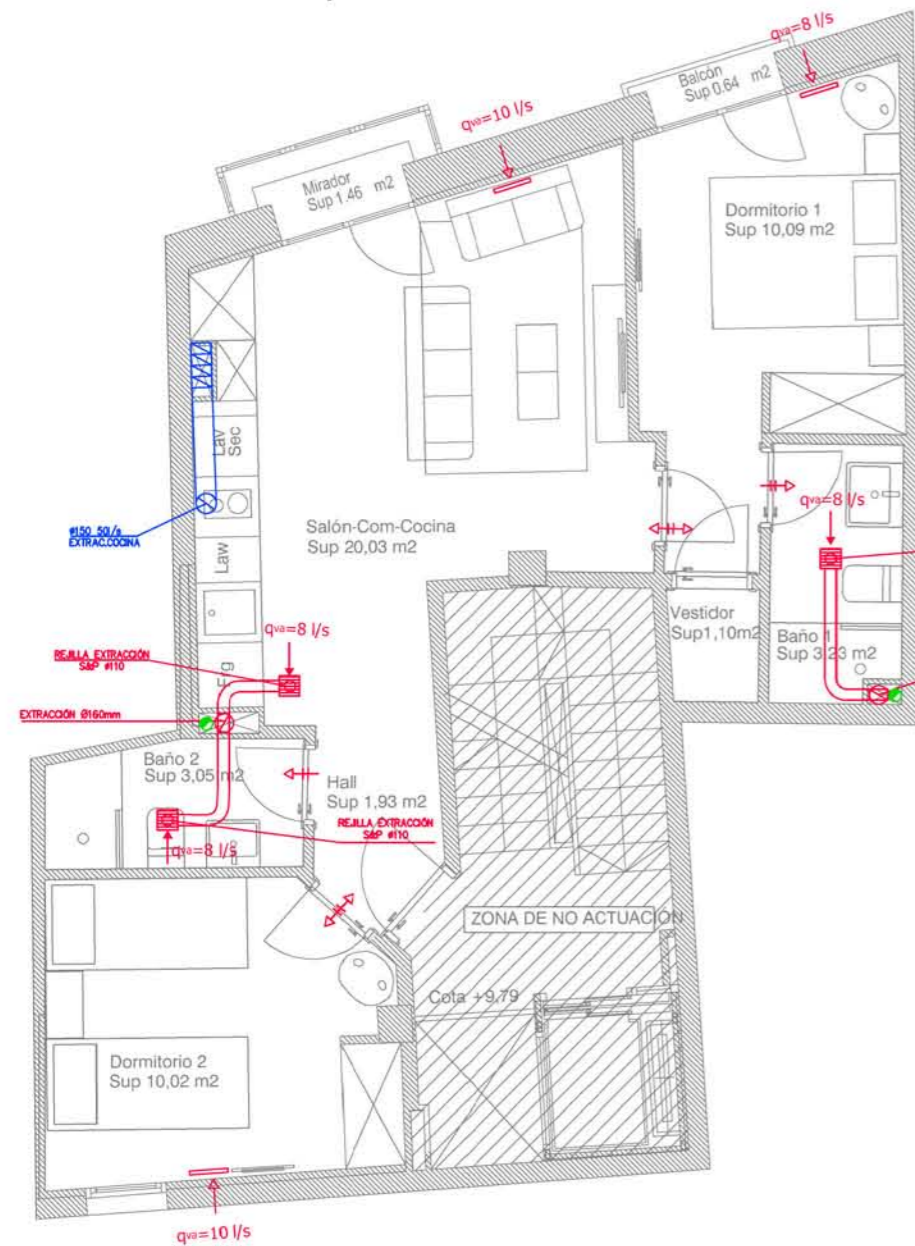 qva=8 l/s
Balcón
Sup 0.64 m2
qva=10 l/s
Mirador
Sup 1.46 m2
Dormitorio 1
Sup 10,09 m2
Lav
Sec
#150 50l/s
EXTRAC.COCINA
Salón-Com-Cocina
Sup 20,03 m2
qva=8 l/s
Law
Vestidor
Sup1,10m2
Baño 1
Sup 3,23 m2
qva=8 l/s
REJILLA EXTRACCIÓN
S&P #110
EXTRACCIÓN Ø160mm
Baño 2
Sup 3,05 m2
Hall
Sup 1,93 m2
REJILLA EXTRACCIÓN
S&P #110
qva=8 l/s
ZONA DE NO ACTUACIÓN
Cota +9.79
Dormitorio 2
Sup 10,02 m2
qva=10 l/s